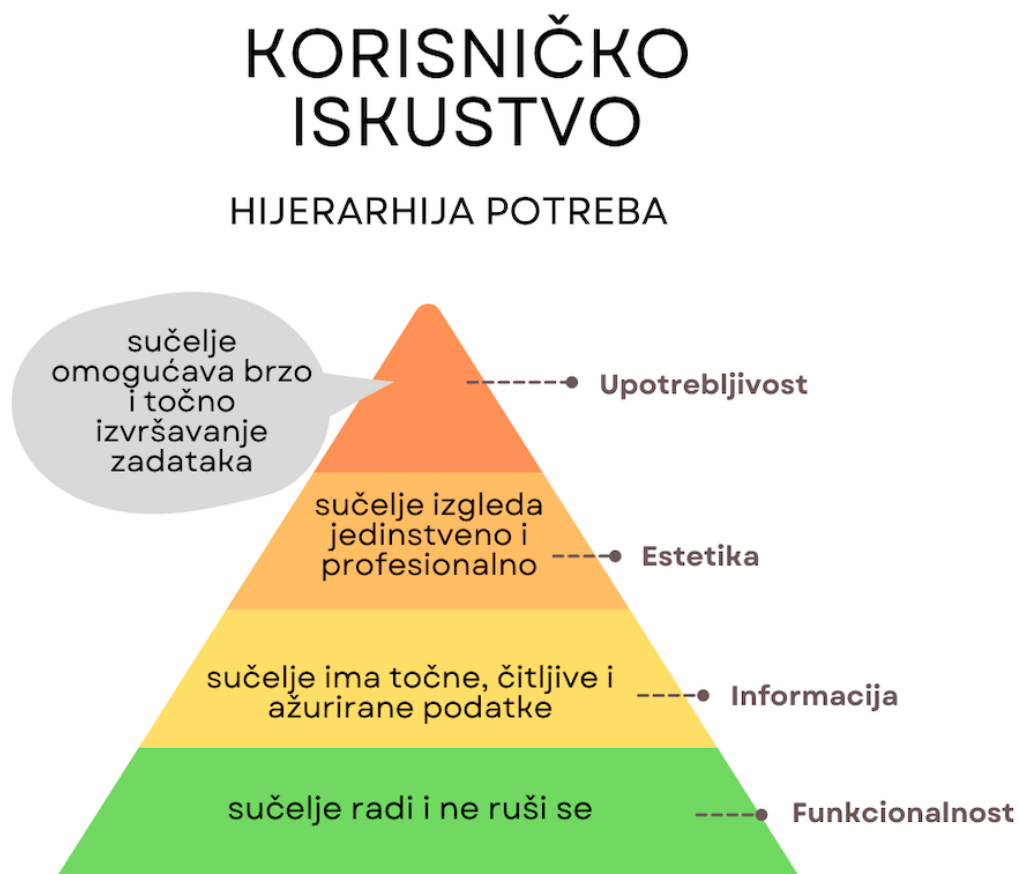 KORISNIČKO
ISKUSTVO
HIJERARHIJA POTREBA
sučelje
omogućava brzo
i točno
izvršavanje
zadataka
Upotrebljivost
sučelje izgleda
jedinstveno i
profesionalno
Estetika
sučelje ima točne, čitljive i
ažurirane podatke
Informacija
sučelje radi i ne ruši se
Funkcionalnost